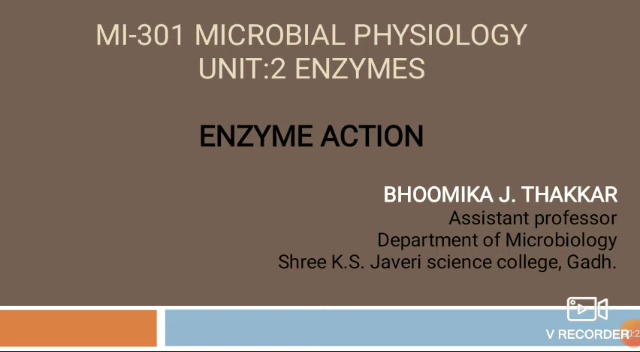 MI-301 MICROBIAL PHYSIOLOGY
UNIT:2 ENZYMES
ENZYME ACTION
BHOOMIKA J. THAKKAR
Assistant professor
Department of Microbiology
Shree K.S. Javeri science college, Gadh.
V RECORDER